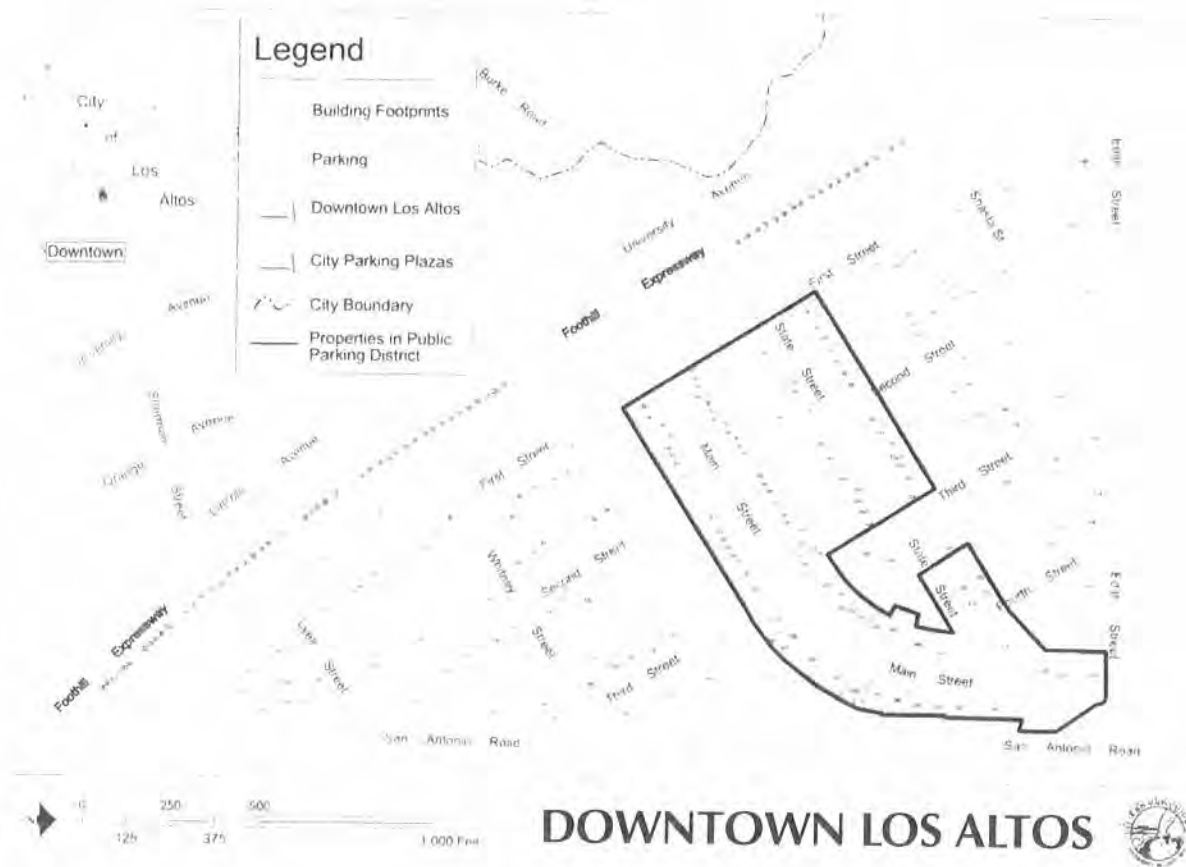 Legend
Building Footprints
Parking
Downtown Los Altos
City Parking Plazas
City Boundary
Properties in Public
Parking District
City
of
Los
Altos
Downtown
Burke Road
University Avenue
Foothill Expressway
First Street
Shasta St
Edith Street
State Street
Second Street
Main Street
Third Street
State Street
Fourth Street
Edith Street
Main Street
San Antonio Road
University Avenue
Sherman Street
Orange Avenue
Lincoln Avenue
First Street
Whitney Street
Second Street
Third Street
Lyell Street
Foothill Expressway
San Antonio Road
0 250 500
125 375 1,000 Feet
DOWNTOWN LOS ALTOS